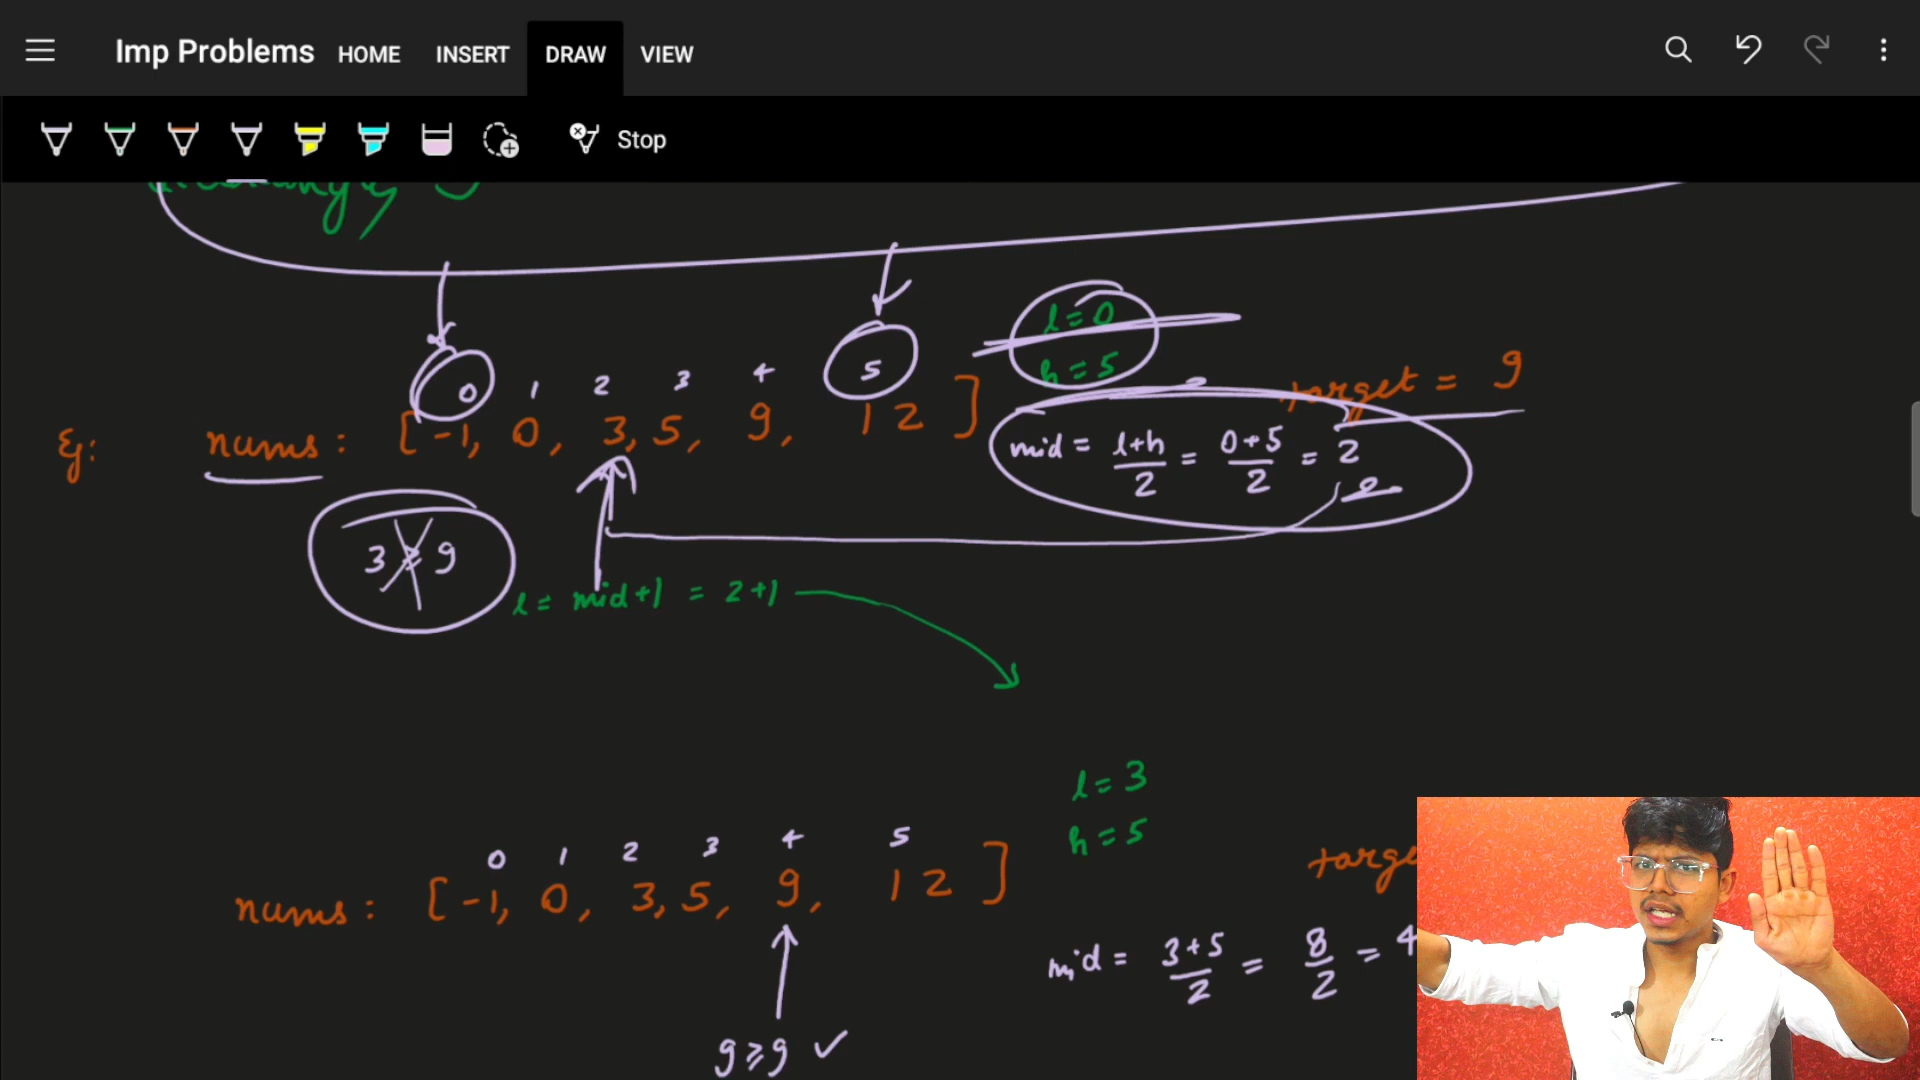 Imp Problems HOME INSERT DRAW VIEW
Stop
l = 0
h = 5
0 1 2 3 4 5
target = 9
Eg: nums : [ -1, 0, 3, 5, 9, 12 ]
mid = l+h/2 = 0+5/2 = 2
3 ≥ 9
l = mid+1 = 2+1
l = 3
h = 5
0 1 2 3 4 5
nums : [ -1, 0, 3, 5, 9, 12 ]
mid = 3+5/2 = 8/2 = 4
9 ≥ 9 ✓